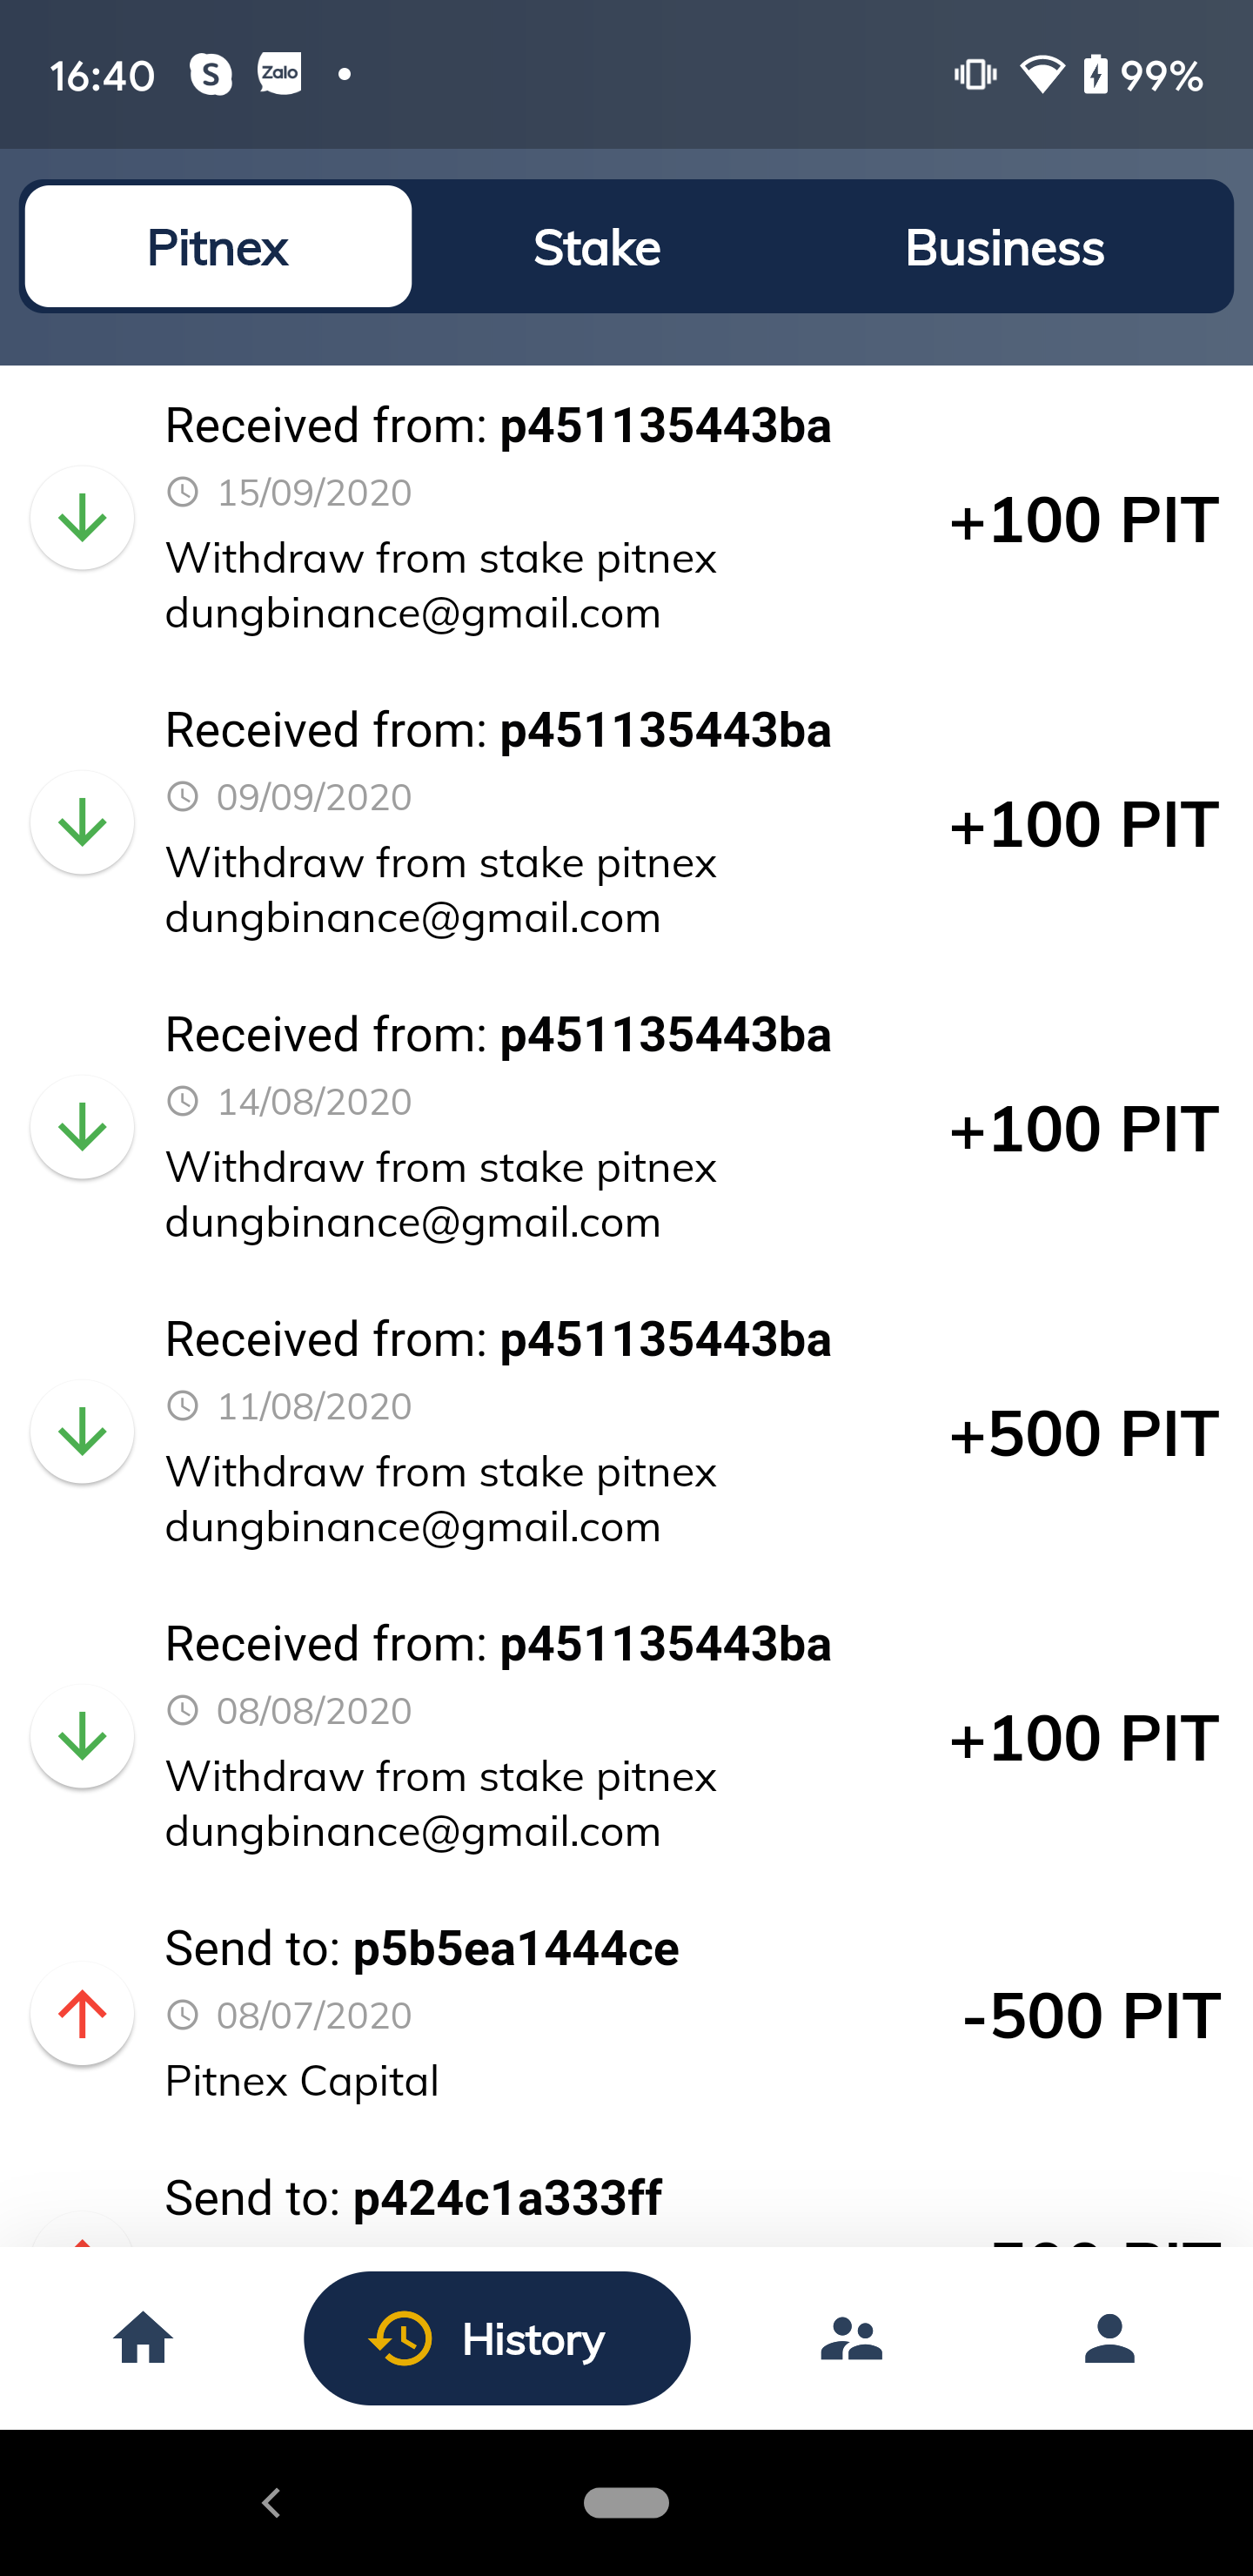 16:40 S Zalo 99%
Pitnex Stake Business
Received from: p451135443ba
15/09/2020
+100 PIT
Withdraw from stake pitnex
dungbinance@gmail.com
Received from: p451135443ba
09/09/2020
+100 PIT
Withdraw from stake pitnex
dungbinance@gmail.com
Received from: p451135443ba
14/08/2020
+100 PIT
Withdraw from stake pitnex
dungbinance@gmail.com
Received from: p451135443ba
11/08/2020
+500 PIT
Withdraw from stake pitnex
dungbinance@gmail.com
Received from: p451135443ba
08/08/2020
+100 PIT
Withdraw from stake pitnex
dungbinance@gmail.com
Send to: p5b5ea1444ce
08/07/2020
-500 PIT
Pitnex Capital
Send to: p424c1a333ff
History